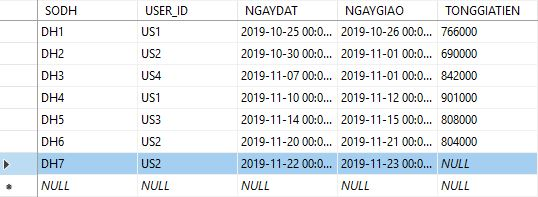 SODH USER_ID NGAYDAT NGAYGIAO TONGGIATIEN
DH1 US1 2019-10-25 00:0... 2019-10-26 00:0... 766000
DH2 US2 2019-10-30 00:0... 2019-11-01 00:0... 690000
DH3 US4 2019-11-07 00:0... 2019-11-01 00:0... 842000
DH4 US1 2019-11-10 00:0... 2019-11-12 00:0... 901000
DH5 US3 2019-11-14 00:0... 2019-11-15 00:0... 808000
DH6 US2 2019-11-20 00:0... 2019-11-21 00:0... 804000
DH7 US2 2019-11-22 00:0... 2019-11-23 00:0... NULL
NULL NULL NULL NULL NULL